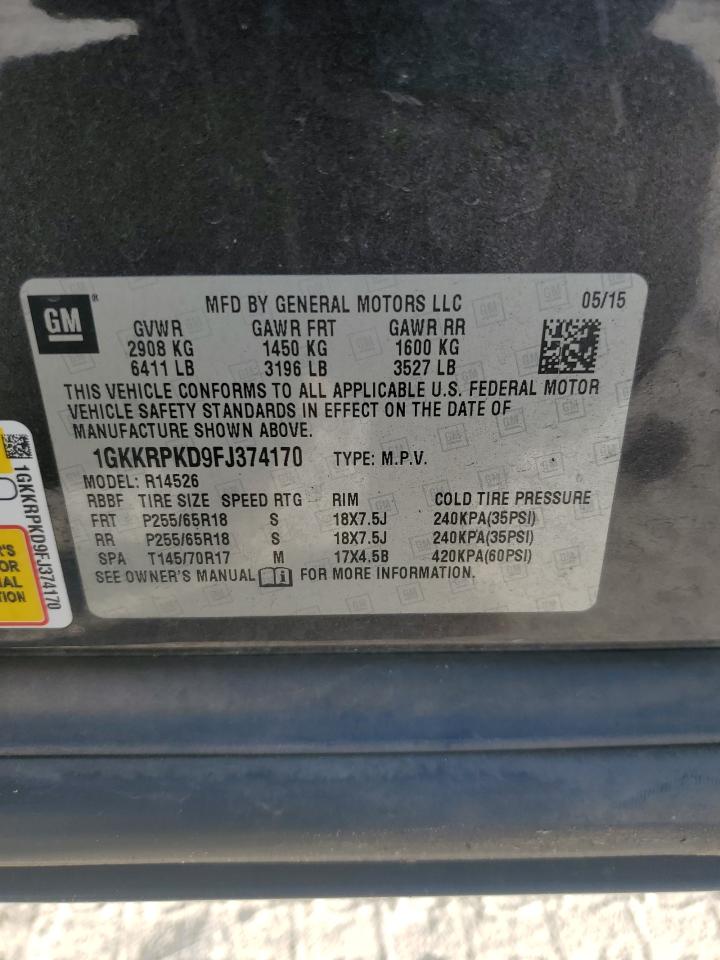 GM®
MFD BY GENERAL MOTORS LLC 05/15
GVWR GAWR FRT GAWR RR
2908 KG 1450 KG 1600 KG
6411 LB 3196 LB 3527 LB
THIS VEHICLE CONFORMS TO ALL APPLICABLE U.S. FEDERAL MOTOR
VEHICLE SAFETY STANDARDS IN EFFECT ON THE DATE OF
MANUFACTURE SHOWN ABOVE.
1GKKRPKD9FJ374170 TYPE: M.P.V.
MODEL: R14526
RBBF TIRE SIZE SPEED RTG RIM COLD TIRE PRESSURE
FRT P255/65R18 S 18X7.5J 240KPA(35PSI)
RR P255/65R18 S 18X7.5J 240KPA(35PSI)
SPA T145/70R17 M 17X4.5B 420KPA(60PSI)
SEE OWNER'S MANUAL FOR MORE INFORMATION.
1GKKRPKD9FJ374170